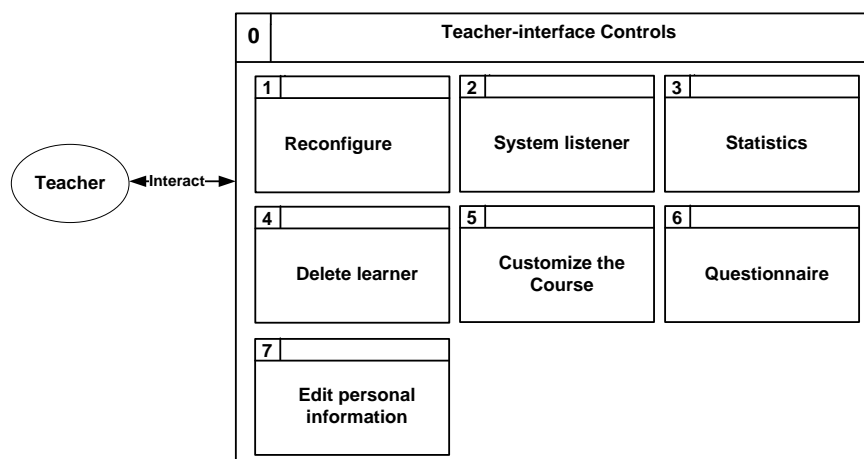 0
Teacher-interface Controls
1
Reconfigure
2
System listener
3
Statistics
Teacher
Interact
4
Delete learner
5
Customize the
Course
6
Questionnaire
7
Edit personal
information